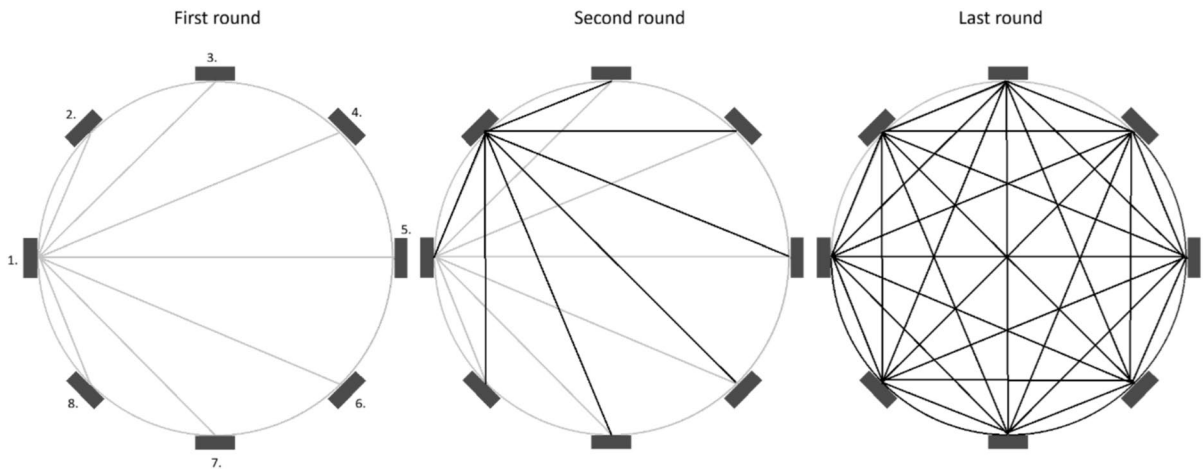 First round
Second round
Last round
3.
2.
4.
1.
5.
8.
6.
7.